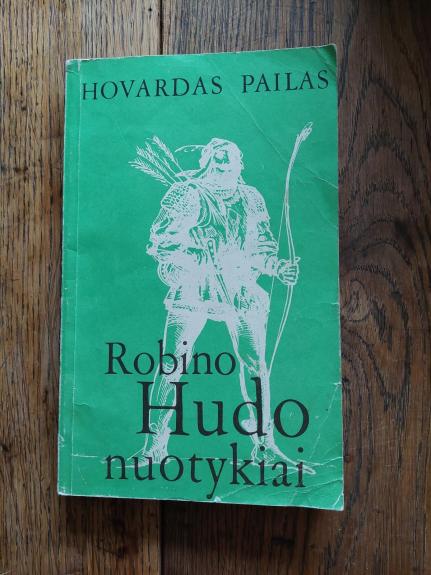 HOVARDAS PAILAS
Robino
Hudo
nuotykiai